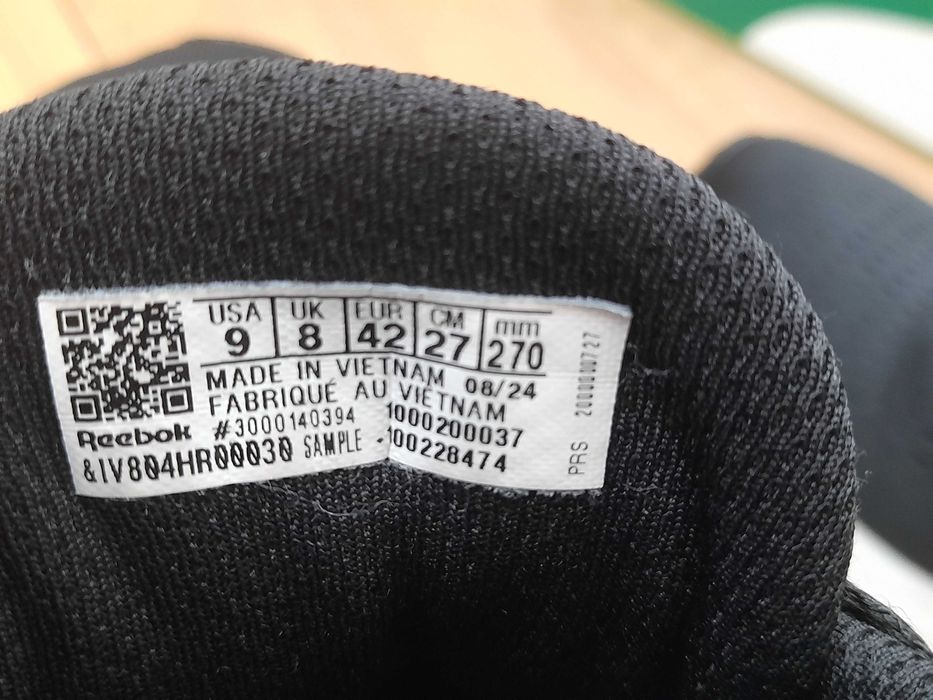 USA UK EUR CM mm
9 8 42 27 270
MADE IN VIETNAM 08/24
FABRIQUÉ AU VIETNAM
#3000140394 1000200037
Reebok
&IV804HR00030 SAMPLE -100228474
PRS 2000000727